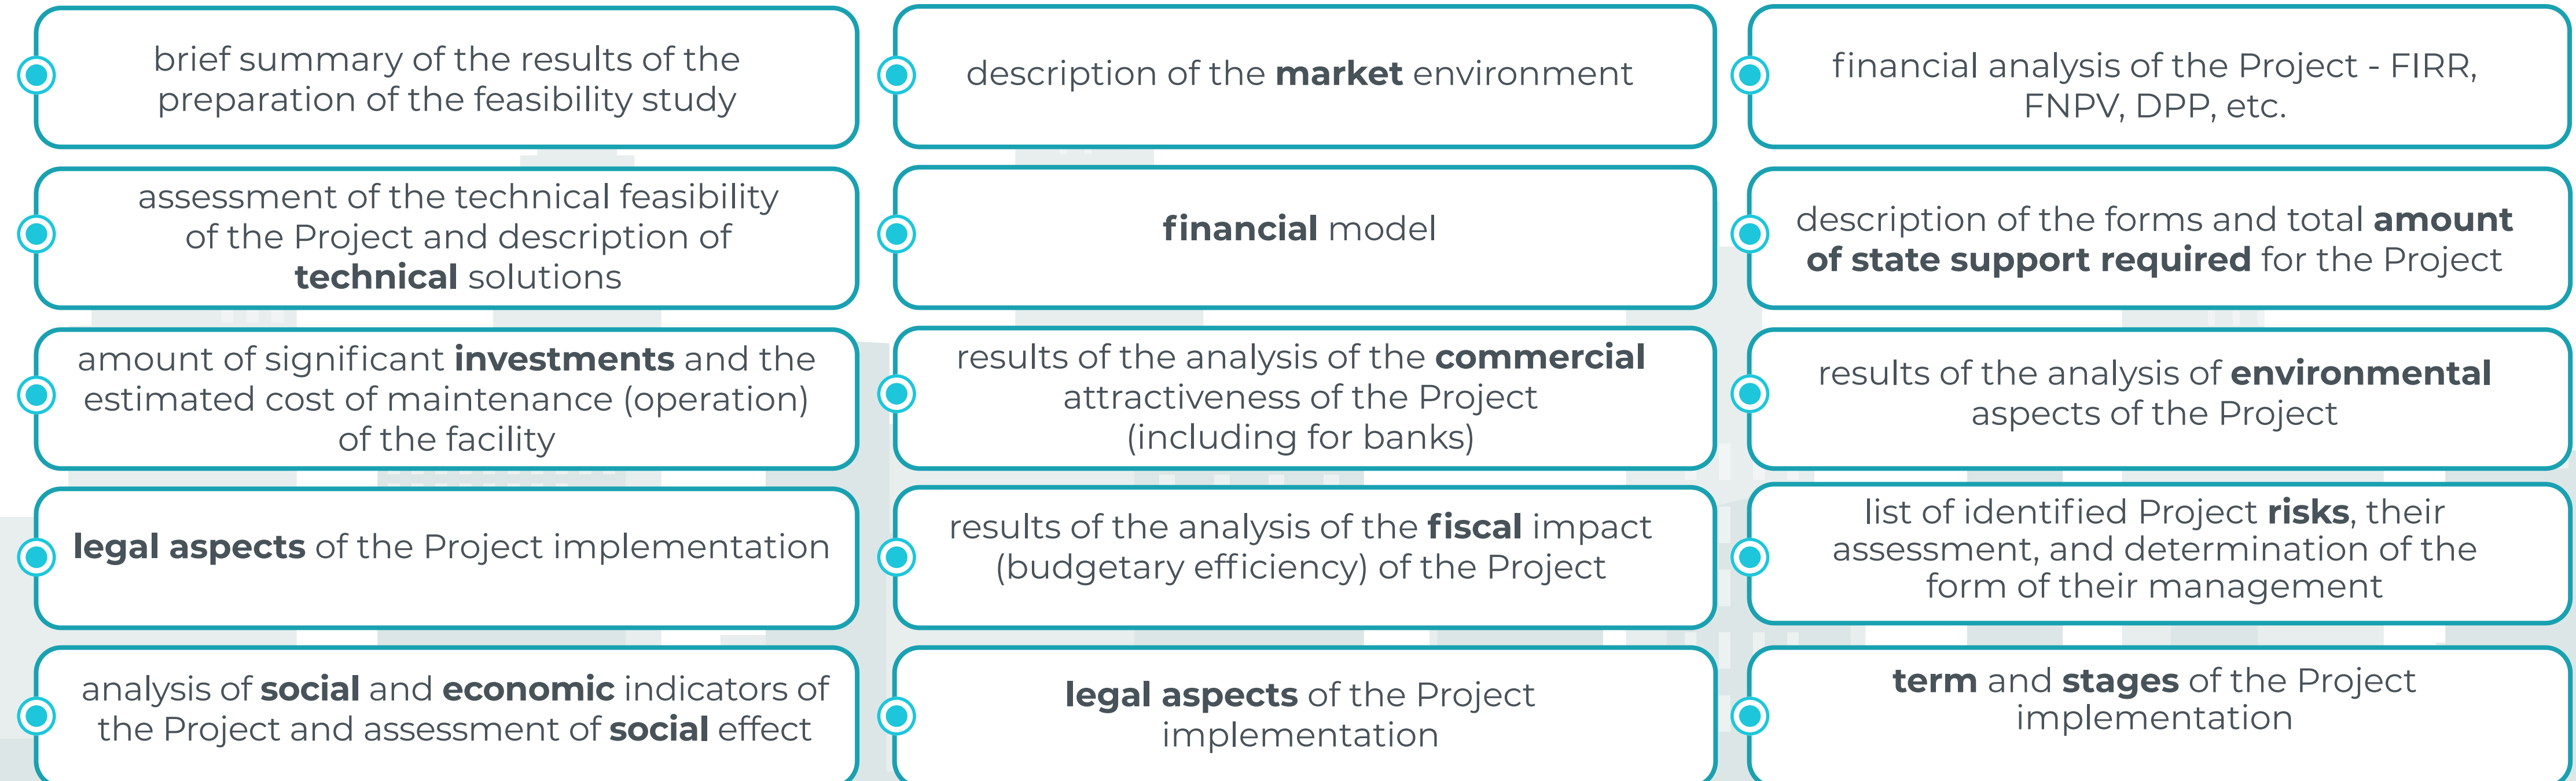 brief summary of the results of the
preparation of the feasibility study
description of the market environment
financial analysis of the Project - FIRR,
FNPV, DPP, etc.
assessment of the technical feasibility
of the Project and description of
technical solutions
financial model
description of the forms and total amount
of state support required for the Project
amount of significant investments and the
estimated cost of maintenance (operation)
of the facility
results of the analysis of the commercial
attractiveness of the Project
(including for banks)
results of the analysis of environmental
aspects of the Project
legal aspects of the Project implementation
results of the analysis of the fiscal impact
(budgetary efficiency) of the Project
list of identified Project risks, their
assessment, and determination of the
form of their management
analysis of social and economic indicators of
the Project and assessment of social effect
legal aspects of the Project
implementation
term and stages of the Project
implementation